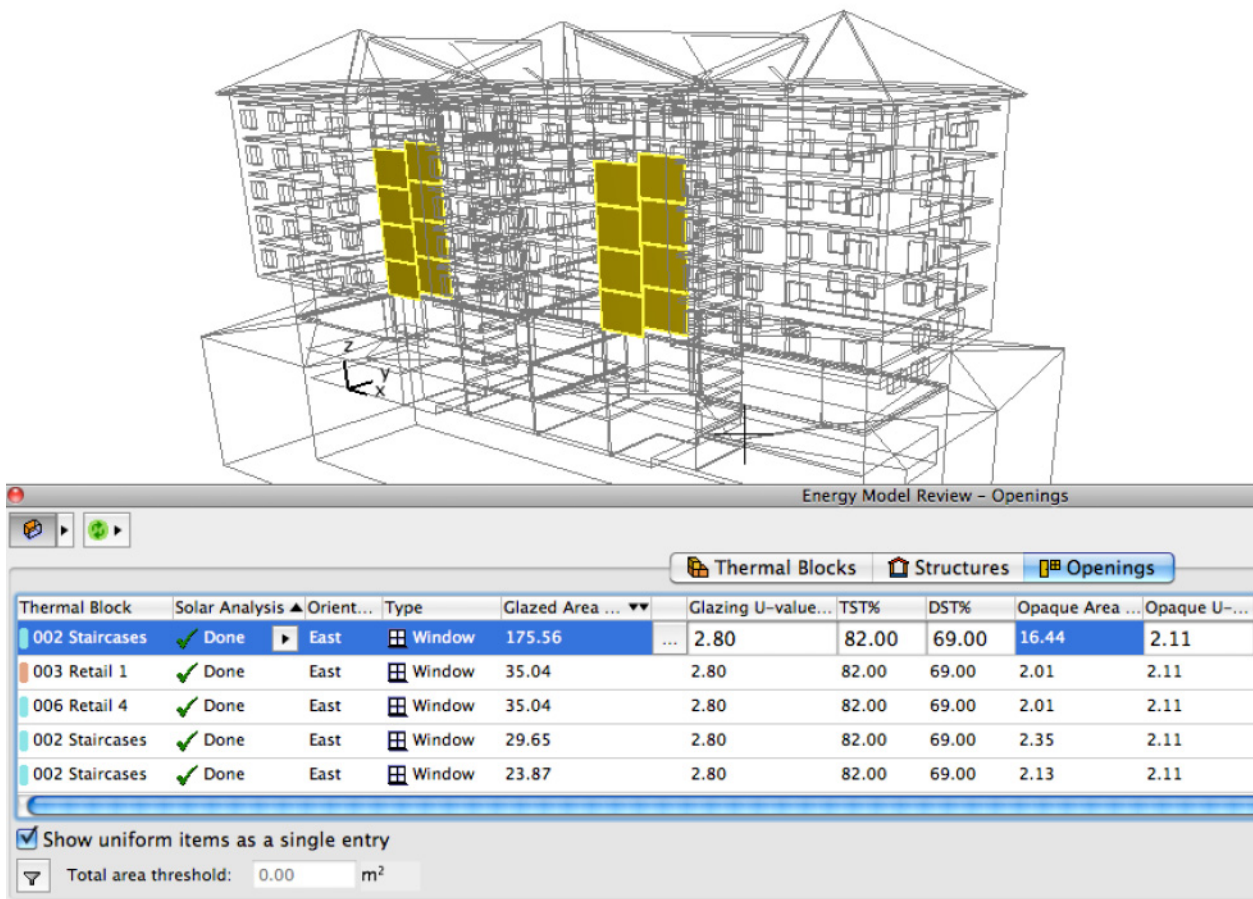 z
y
x
Energy Model Review – Openings
Thermal Blocks Structures Openings
Thermal Block Solar Analysis ▲ Orient... Type Glazed Area ... ▼▼ Glazing U-value... TST% DST% Opaque Area ... Opaque U-...
002 Staircases Done East Window 175.56 ... 2.80 82.00 69.00 16.44 2.11
003 Retail 1 Done East Window 35.04 2.80 82.00 69.00 2.01 2.11
006 Retail 4 Done East Window 35.04 2.80 82.00 69.00 2.01 2.11
002 Staircases Done East Window 29.65 2.80 82.00 69.00 2.35 2.11
002 Staircases Done East Window 23.87 2.80 82.00 69.00 2.13 2.11
Show uniform items as a single entry
Total area threshold: 0.00 m²